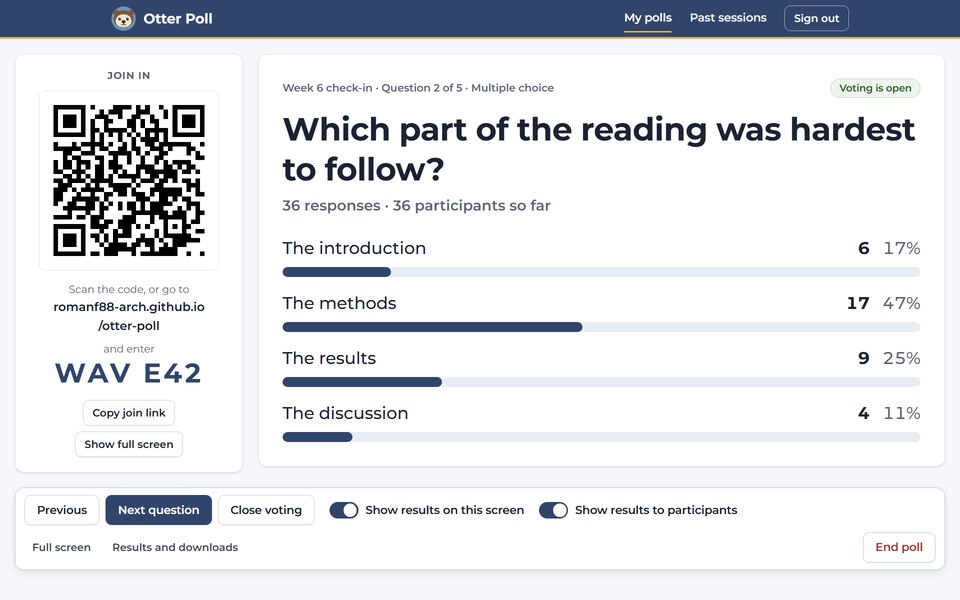 Otter Poll
My polls
Past sessions
Sign out
JOIN IN
Scan the code, or go to
romanf88-arch.github.io
/otter-poll
and enter
WAV E42
Copy join link
Show full screen
Week 6 check-in · Question 2 of 5 · Multiple choice
Voting is open
Which part of the reading was hardest
to follow?
36 responses · 36 participants so far
The introduction 6 17%
The methods 17 47%
The results 9 25%
The discussion 4 11%
Previous
Next question
Close voting
Show results on this screen
Show results to participants
Full screen
Results and downloads
End poll